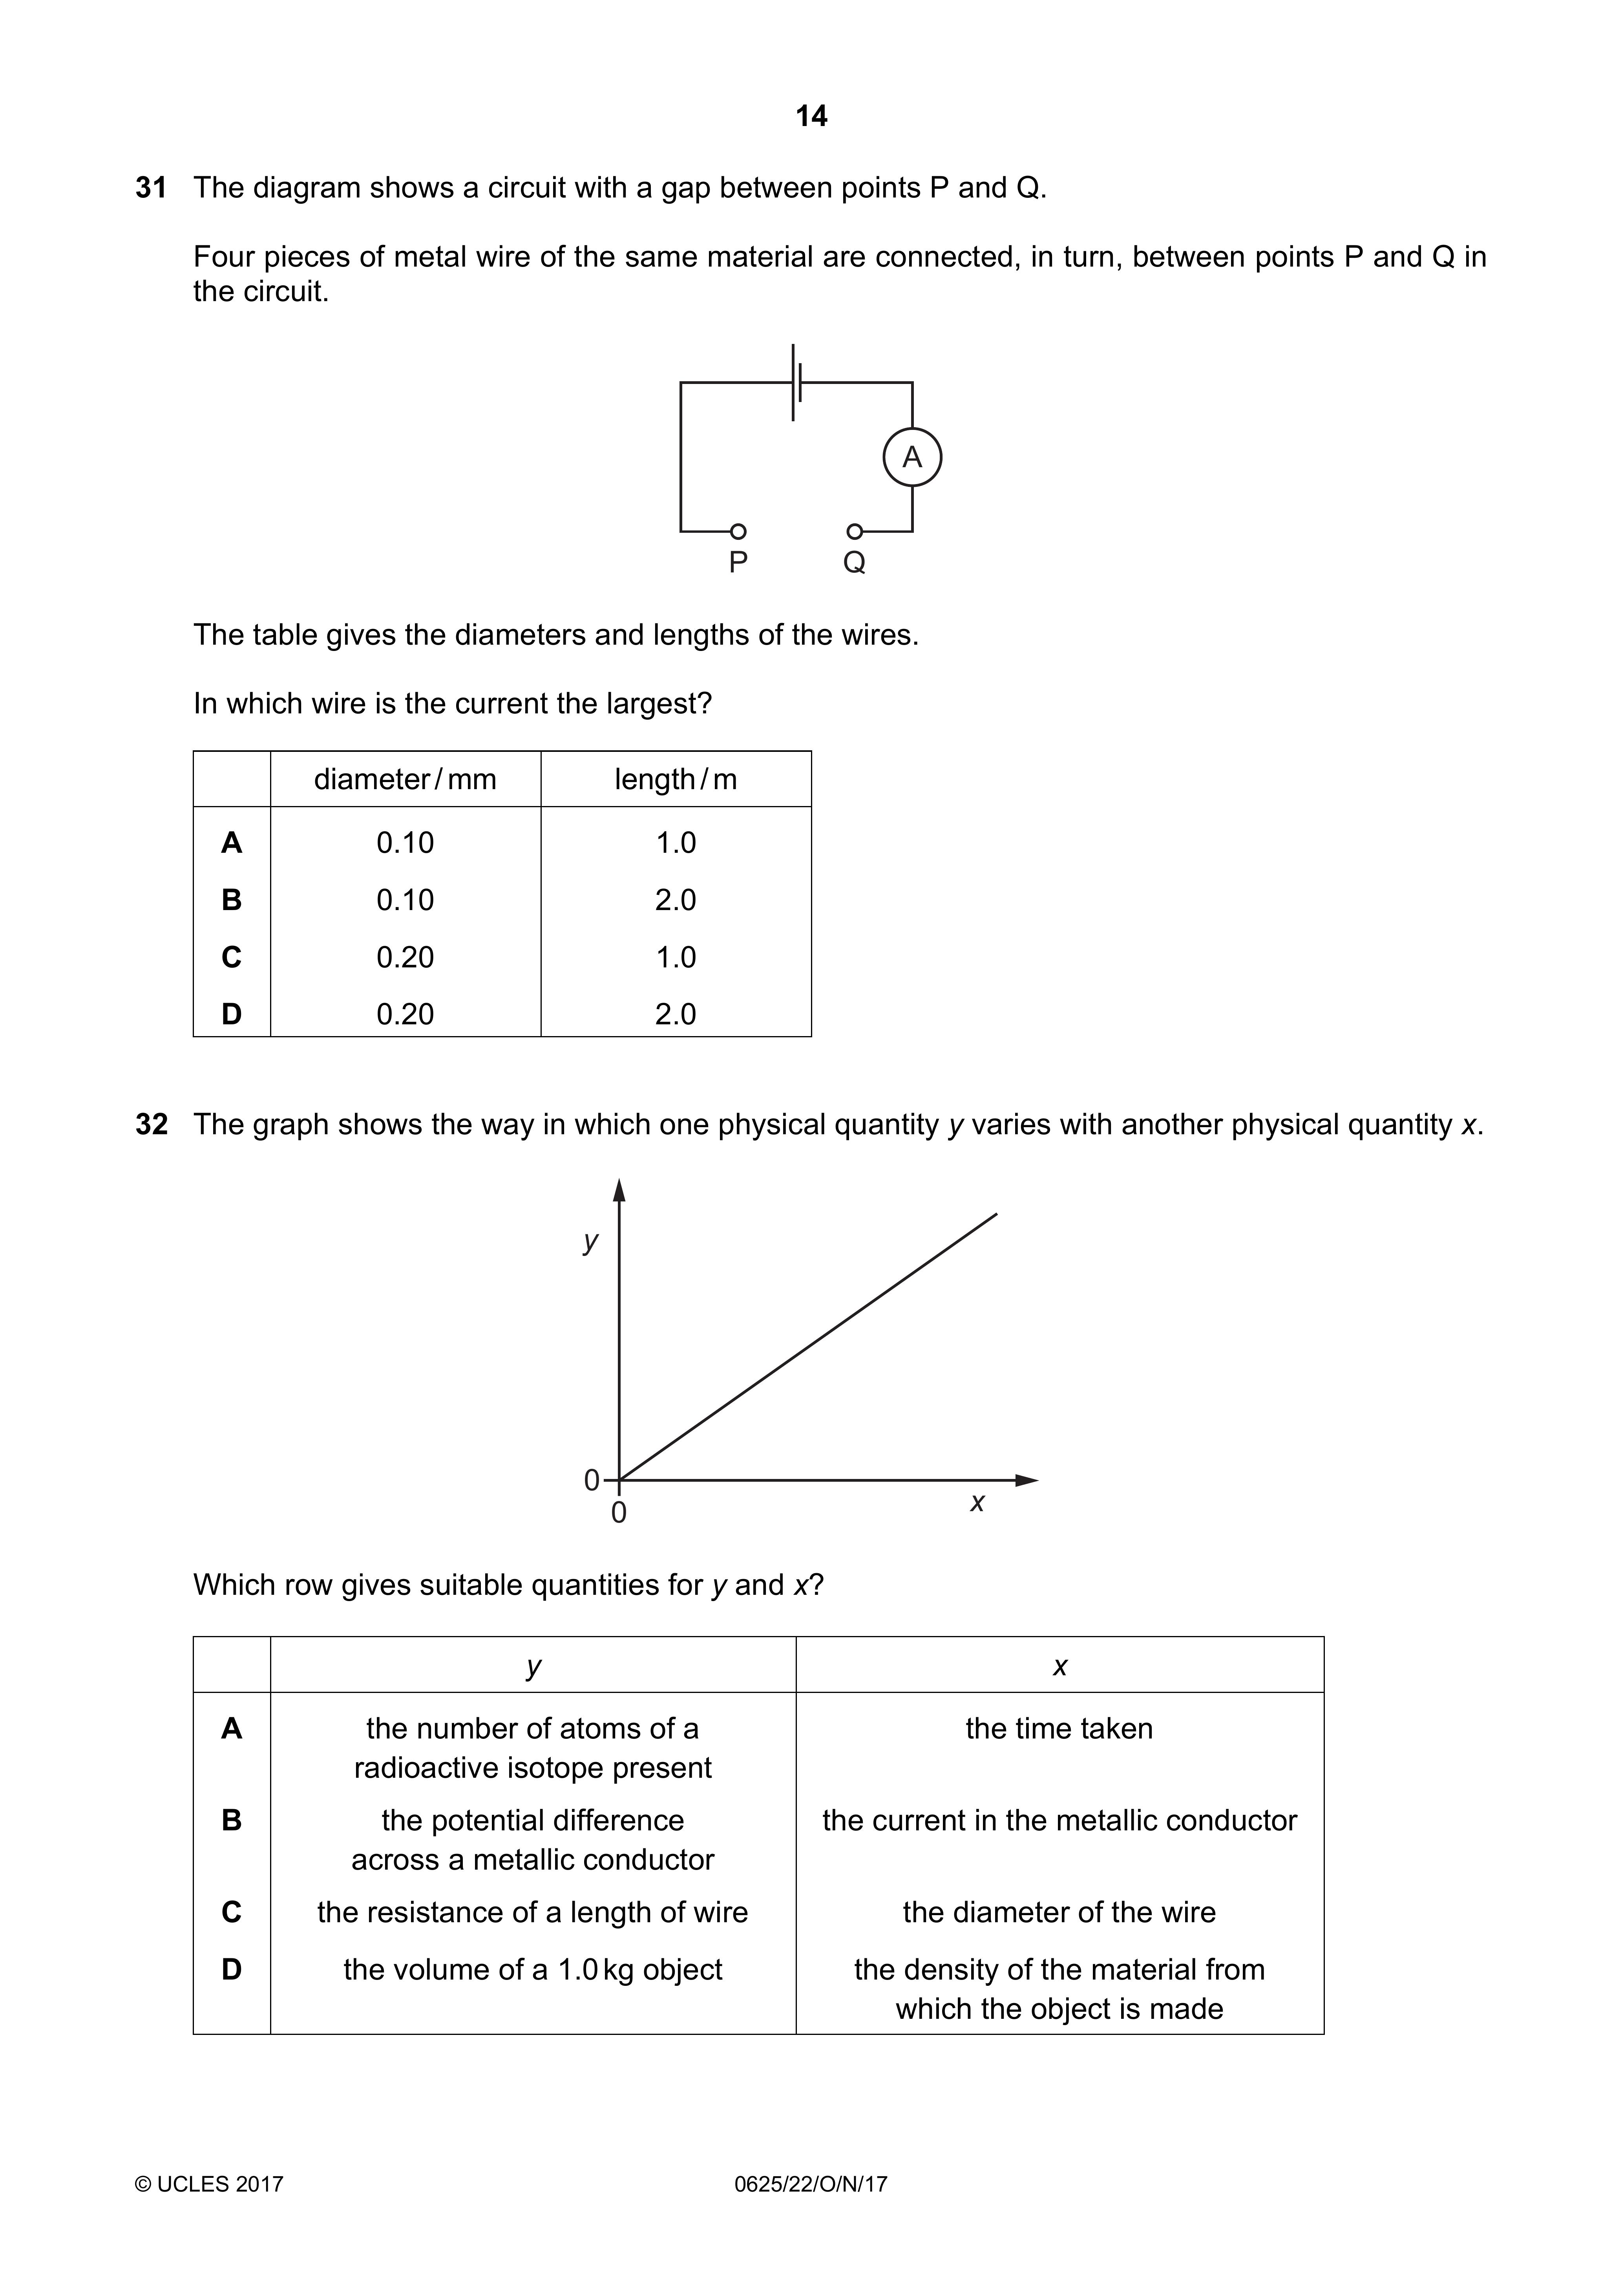 14
31 The diagram shows a circuit with a gap between points P and Q.
Four pieces of metal wire of the same material are connected, in turn, between points P and Q in
the circuit.
A
P Q
The table gives the diameters and lengths of the wires.
In which wire is the current the largest?
diameter / mm length / m
A 0.10 1.0
B 0.10 2.0
C 0.20 1.0
D 0.20 2.0
32 The graph shows the way in which one physical quantity y varies with another physical quantity x.
y
0
x
0
Which row gives suitable quantities for y and x?
y x
A the number of atoms of a the time taken
radioactive isotope present
B the potential difference the current in the metallic conductor
across a metallic conductor
C the resistance of a length of wire the diameter of the wire
D the volume of a 1.0 kg object the density of the material from
which the object is made
© UCLES 2017 0625/22/O/N/17